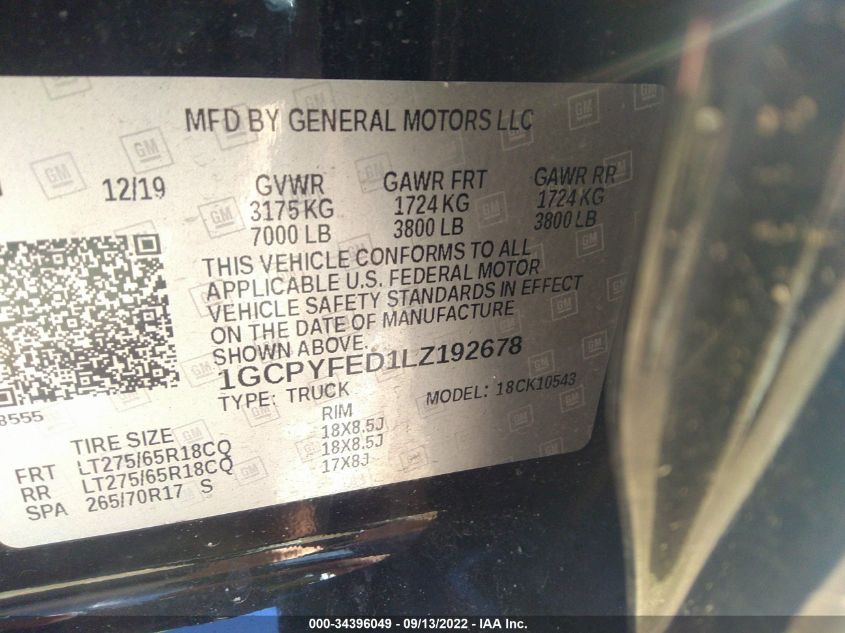 MFD BY GENERAL MOTORS LLC
12/19 GVWR GAWR FRT GAWR RR
3175 KG 1724 KG 1724 KG
7000 LB 3800 LB 3800 LB
THIS VEHICLE CONFORMS TO ALL
APPLICABLE U.S. FEDERAL MOTOR
VEHICLE SAFETY STANDARDS IN EFFECT
ON THE DATE OF MANUFACTURE
SHOWN ABOVE.
1GCPYFED1LZ192678
TYPE: TRUCK MODEL: 18CK10543
8555
TIRE SIZE RIM
FRT LT275/65R18CQ 18X8.5J
RR LT275/65R18CQ 18X8.5J
SPA 265/70R17 S 17X8J
000-34396049 — 09/13/2022 — IAA Inc.